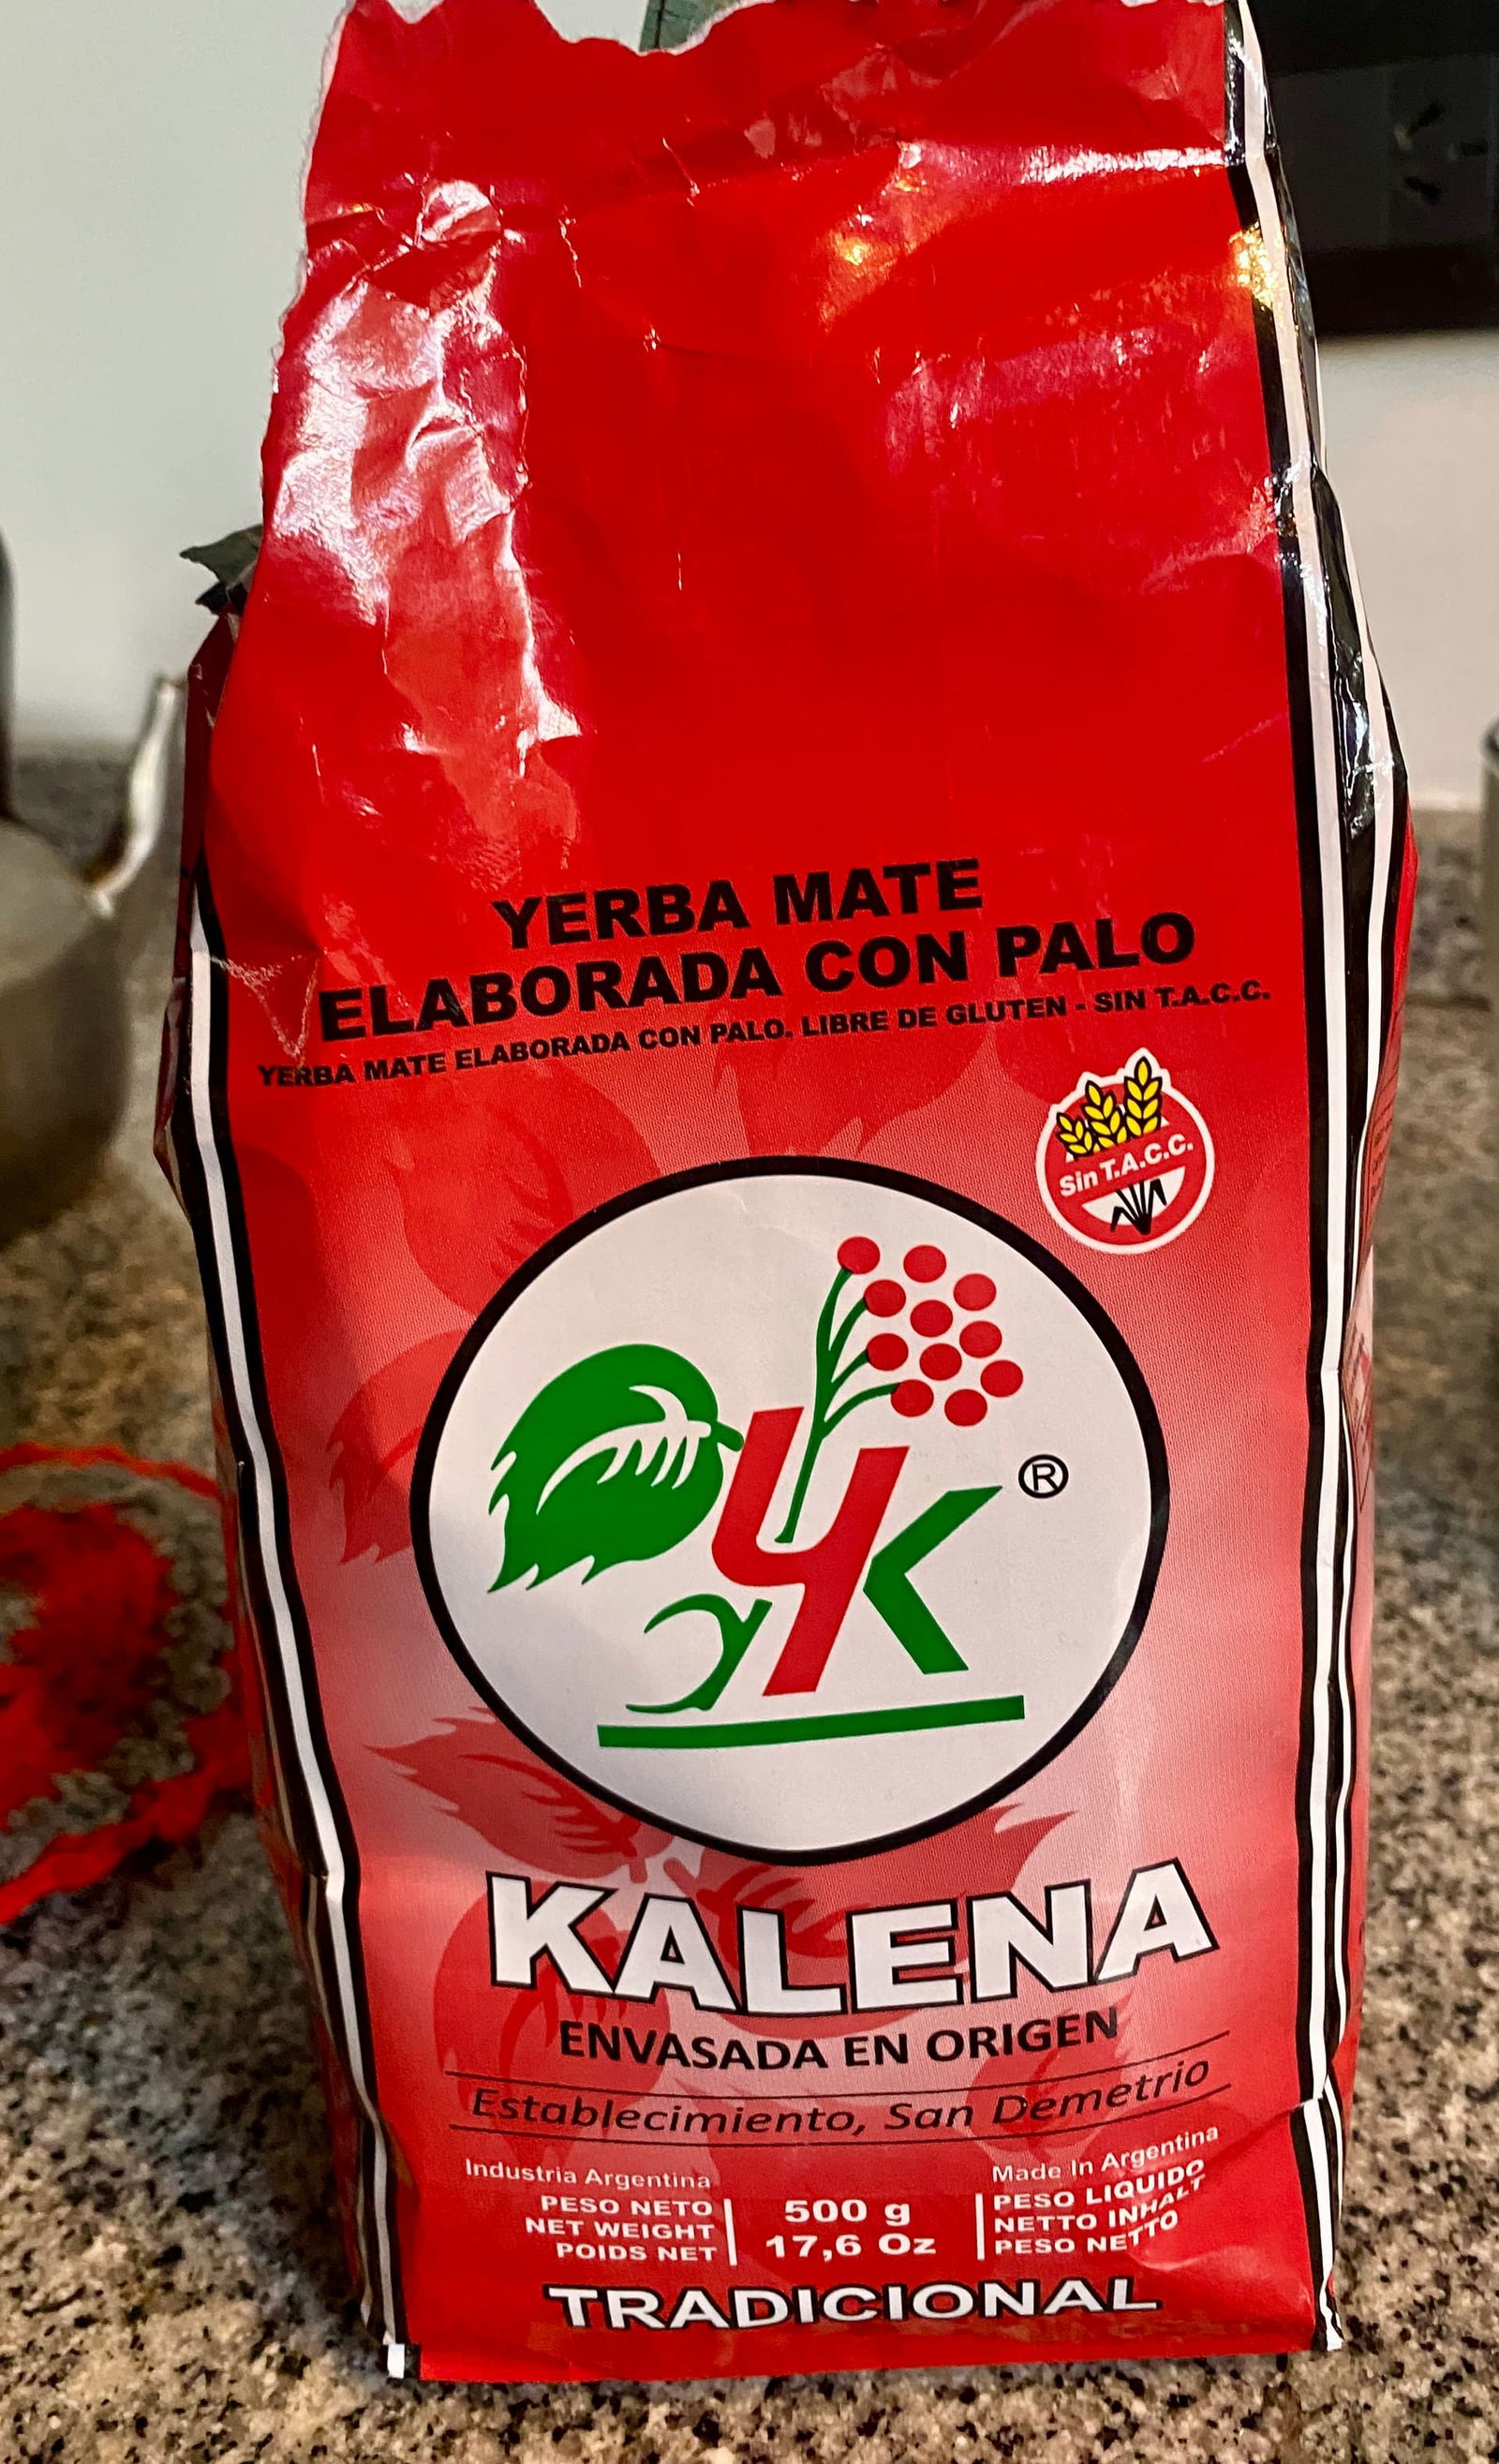 YERBA MATE
ELABORADA CON PALO
YERBA MATE ELABORADA CON PALO. LIBRE DE GLUTEN - SIN T.A.C.C.
Sin T.A.C.C.
YK ®
KALENA
ENVASADA EN ORIGEN
Establecimiento, San Demetrio
Industria Argentina
PESO NETO
NET WEIGHT
POIDS NET
500 g
17,6 Oz
Made In Argentina
PESO LIQUIDO
NETTO INHALT
PESO NETTO
TRADICIONAL